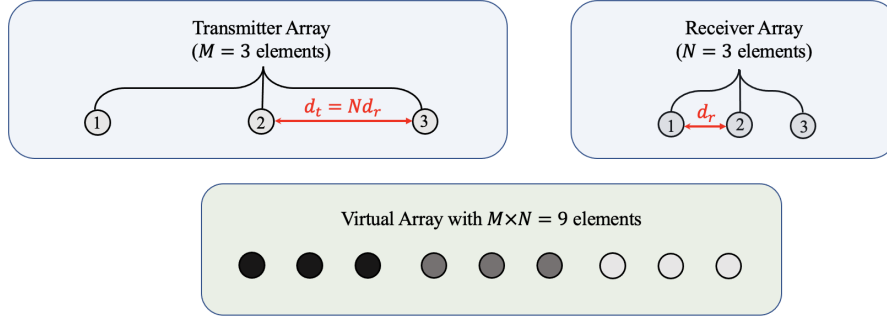 Transmitter Array
(M = 3 elements)
1
2
d_t = Nd_r
3
Receiver Array
(N = 3 elements)
1
d_r
2
3
Virtual Array with M×N = 9 elements